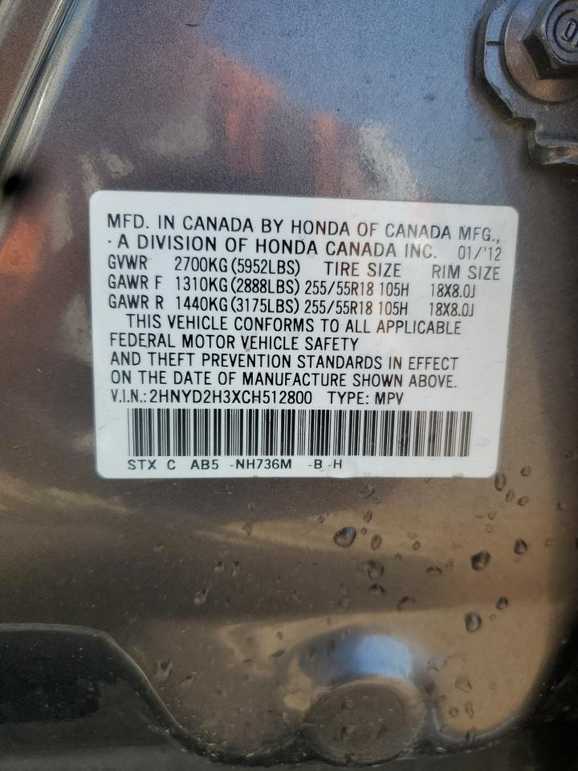 MFD. IN CANADA BY HONDA OF CANADA MFG.,
A DIVISION OF HONDA CANADA INC. 01/'12
GVWR 2700KG(5952LBS) TIRE SIZE RIM SIZE
GAWR F 1310KG(2888LBS) 255/55R18 105H 18X8.0J
GAWR R 1440KG(3175LBS) 255/55R18 105H 18X8.0J
THIS VEHICLE CONFORMS TO ALL APPLICABLE
FEDERAL MOTOR VEHICLE SAFETY
AND THEFT PREVENTION STANDARDS IN EFFECT
ON THE DATE OF MANUFACTURE SHOWN ABOVE.
V.I.N.:2HNYD2H3XCH512800 TYPE: MPV
STX C AB5 -NH736M -B -H